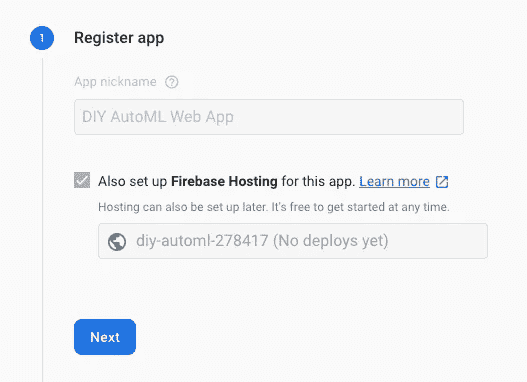 1
Register app
App nickname ?
DIY AutoML Web App
Also set up Firebase Hosting for this app. Learn more
Hosting can also be set up later. It's free to get started at any time.
diy-automl-278417 (No deploys yet)
Next